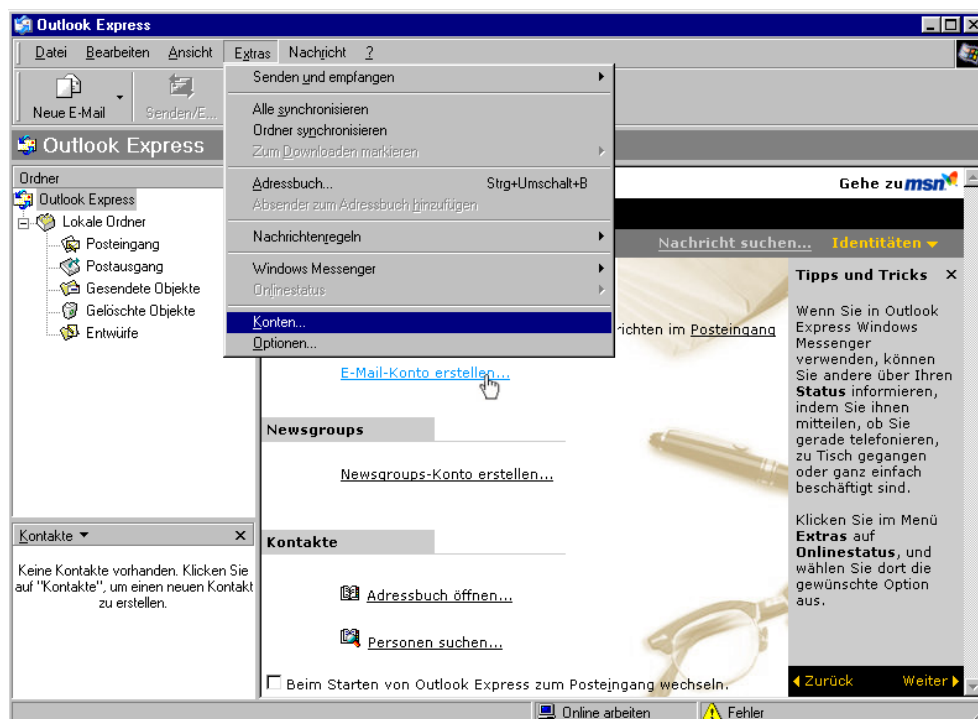 Outlook Express
Datei Bearbeiten Ansicht Extras Nachricht ?
Neue E-Mail
Senden/E...
Senden und empfangen
Alle synchronisieren
Ordner synchronisieren
Zum Downloaden markieren
Adressbuch... Strg+Umschalt+B
Absender zum Adressbuch hinzufügen
Nachrichtenregeln
Windows Messenger
Onlinestatus
Konten...
Optionen...
Outlook Express
Ordner
Outlook Express
Lokale Ordner
Posteingang
Postausgang
Gesendete Objekte
Gelöschte Objekte
Entwürfe
Kontakte
Keine Kontakte vorhanden. Klicken Sie
auf "Kontakte", um einen neuen Kontakt
zu erstellen.
Gehe zu msn
Nachricht suchen... Identitäten
richten im Posteingang
E-Mail-Konto erstellen...
Newsgroups
Newsgroups-Konto erstellen...
Kontakte
Adressbuch öffnen...
Personen suchen...
Beim Starten von Outlook Express zum Posteingang wechseln.
Tipps und Tricks
Wenn Sie in Outlook
Express Windows
Messenger
verwenden, können
Sie andere über Ihren
Status informieren,
indem Sie ihnen
mitteilen, ob Sie
gerade telefonieren,
zu Tisch gegangen
oder ganz einfach
beschäftigt sind.
Klicken Sie im Menü
Extras auf
Onlinestatus, und
wählen Sie dort die
gewünschte Option
aus.
Zurück Weiter
Online arbeiten
Fehler